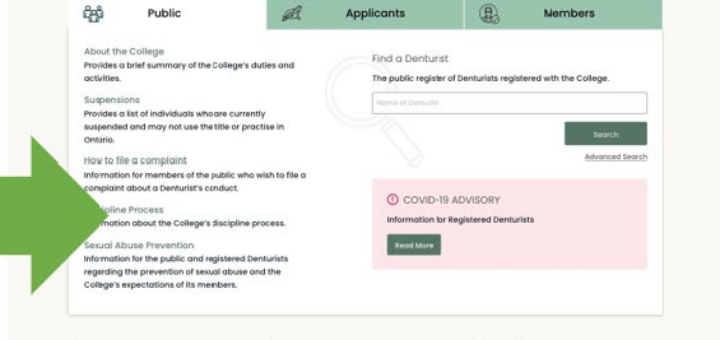 Public
Applicants
Members
About the College
Provides a brief summary of the College's duties and
activities.
Suspensions
Provides a list of individuals who are currently
suspended and may not use the title or practise in
Ontario.
How to file a complaint
Information for members of the public who wish to file a
complaint about a Denturist's conduct.
Process
about the College's discipline process.
Sexual Abuse Prevention
Information for the public and registered Denturists
regarding the prevention of sexual abuse and the
College's expectations of its members.
Find a Denturist
The public register of Denturists registered wth the College.
Name of Denturist
Search
Advanced Search
COVID-19 ADVISORY
Information for Registered Denturists
Read More